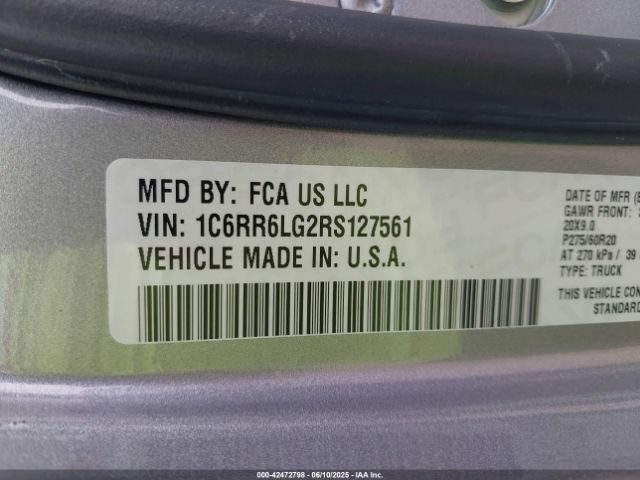 MFD BY: FCA US LLC
VIN: 1C6RR6LG2RS127561
VEHICLE MADE IN: U.S.A.
DATE OF MFR
GAWR FRONT:
20X9.0
P275/60R20
AT 270 kPa / 39
TYPE: TRUCK
THIS VEHICLE
STANDARD
000-42472798 - 06/10/2025 - IAA Inc.